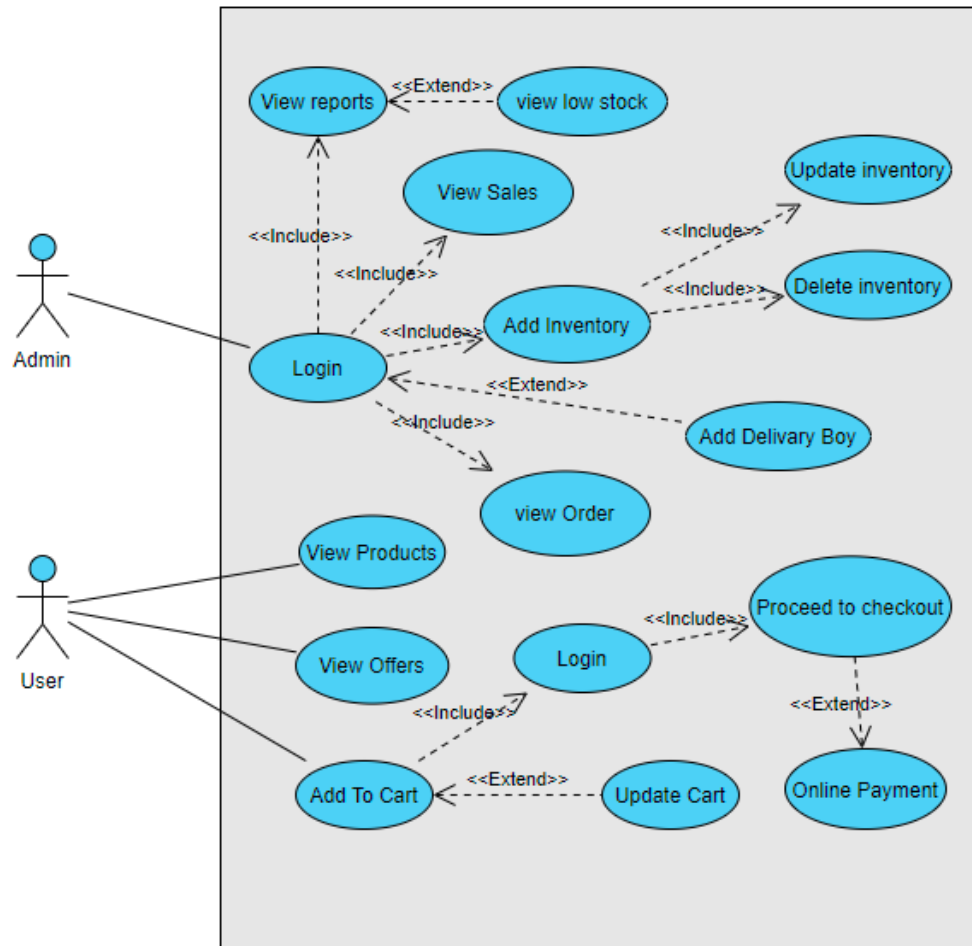 <<Extend>>
View reports
view low stock
Update inventory
View Sales
<<Include>>
<<Include>>
<<Include>>
<<Include>>
Delete inventory
Add Inventory
<<Include>>
Admin
Login
<<Extend>>
<<Include>>
Add Delivary Boy
view Order
View Products
Proceed to checkout
<<Include>>
Login
View Offers
User
<<Extend>>
<<Include>>
<<Extend>>
Add To Cart
Update Cart
Online Payment